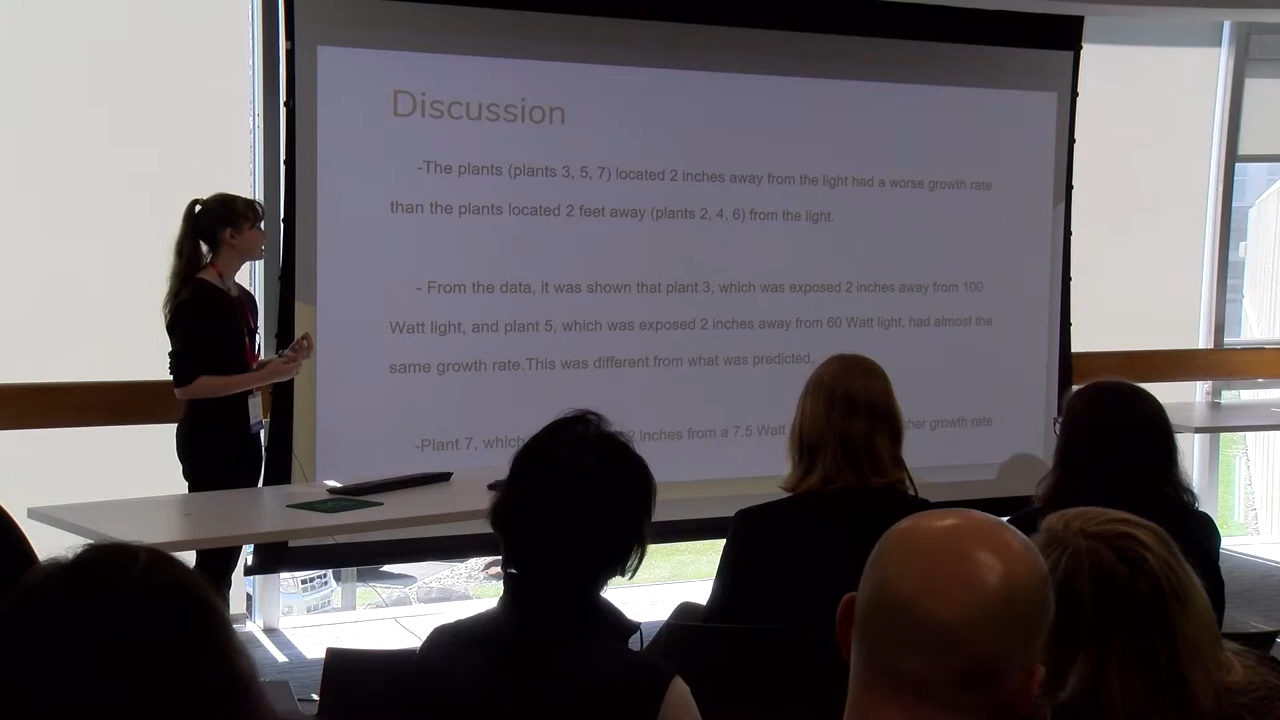 Discussion
-The plants (plants 3, 5, 7) located 2 inches away from the light had a worse growth rate
than the plants located 2 feet away (plants 2, 4, 6) from the light.
- From the data, it was shown that plant 3, which was exposed 2 inches away from 100
Watt light, and plant 5, which was exposed 2 inches away from 60 Watt light, had almost the
same growth rate.This was different from what was predicted.
-Plant 7, which 2 inches from a 7.5 Watt growth rate